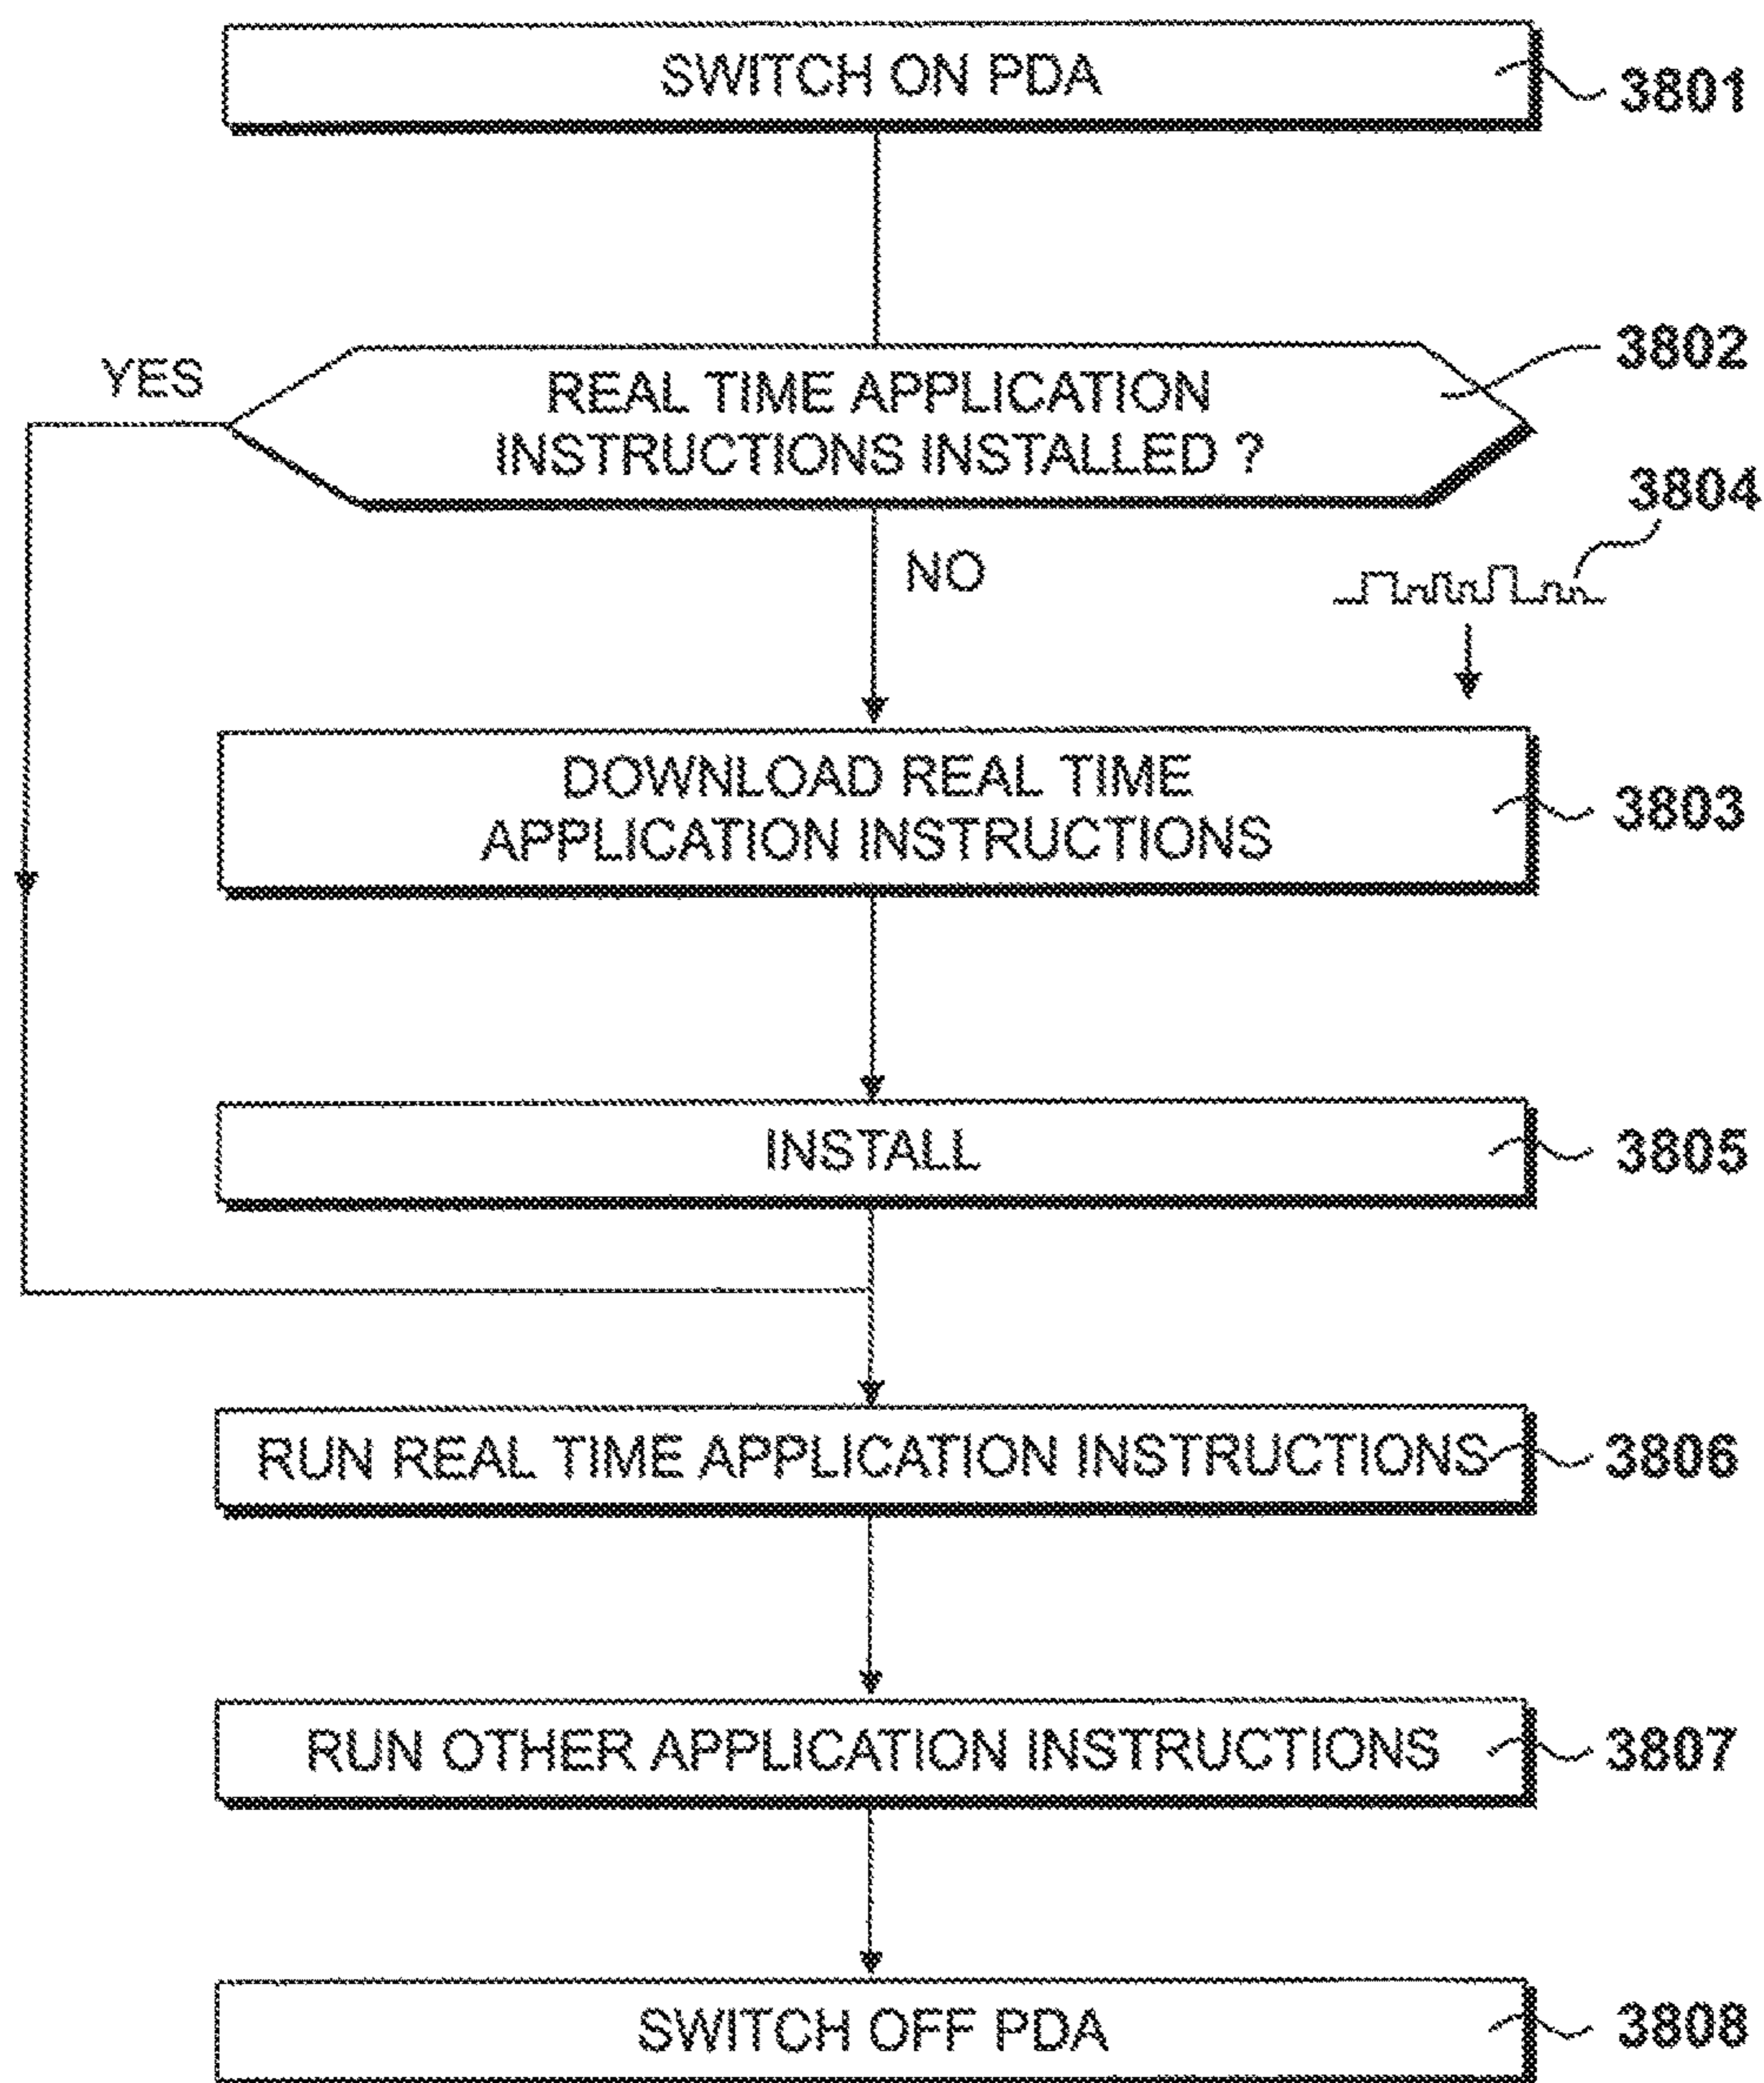 SWITCH ON PDA
3801
YES
REAL TIME APPLICATION
INSTRUCTIONS INSTALLED ?
3802
NO
3804
DOWNLOAD REAL TIME
APPLICATION INSTRUCTIONS
3803
INSTALL
3805
RUN REAL TIME APPLICATION INSTRUCTIONS
3806
RUN OTHER APPLICATION INSTRUCTIONS
3807
SWITCH OFF PDA
3808